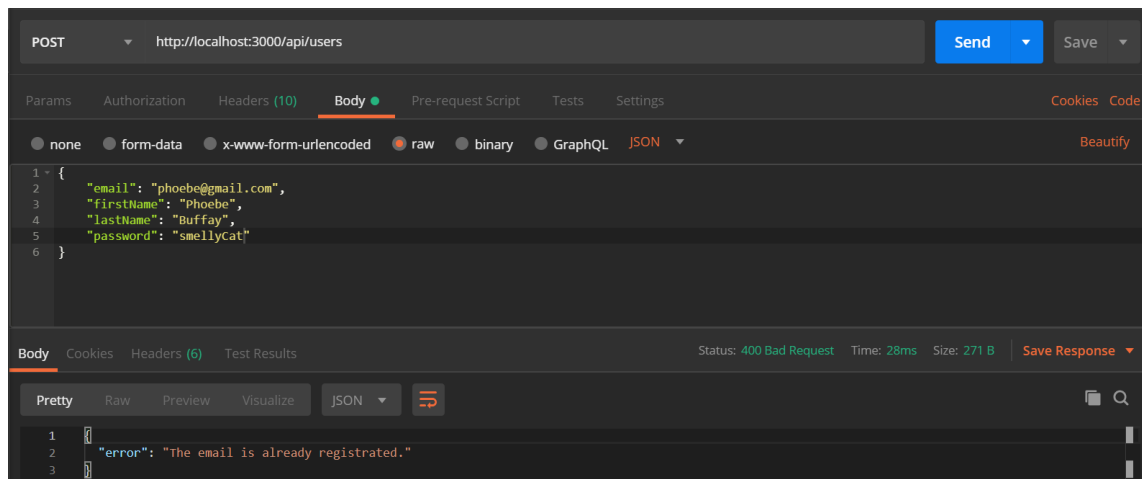 POST http://localhost:3000/api/users Send Save
Params Authorization Headers (10) Body Pre-request Script Tests Settings Cookies Code
none form-data x-www-form-urlencoded raw binary GraphQL JSON Beautify
1 {
2 "email": "phoebe@gmail.com",
3 "firstName": "Phoebe",
4 "lastName": "Buffay",
5 "password": "smellyCat"
6 }
Body Cookies Headers (6) Test Results Status: 400 Bad Request Time: 28ms Size: 271 B Save Response
Pretty Raw Preview Visualize JSON
1 {
2 "error": "The email is already registrated."
3 }